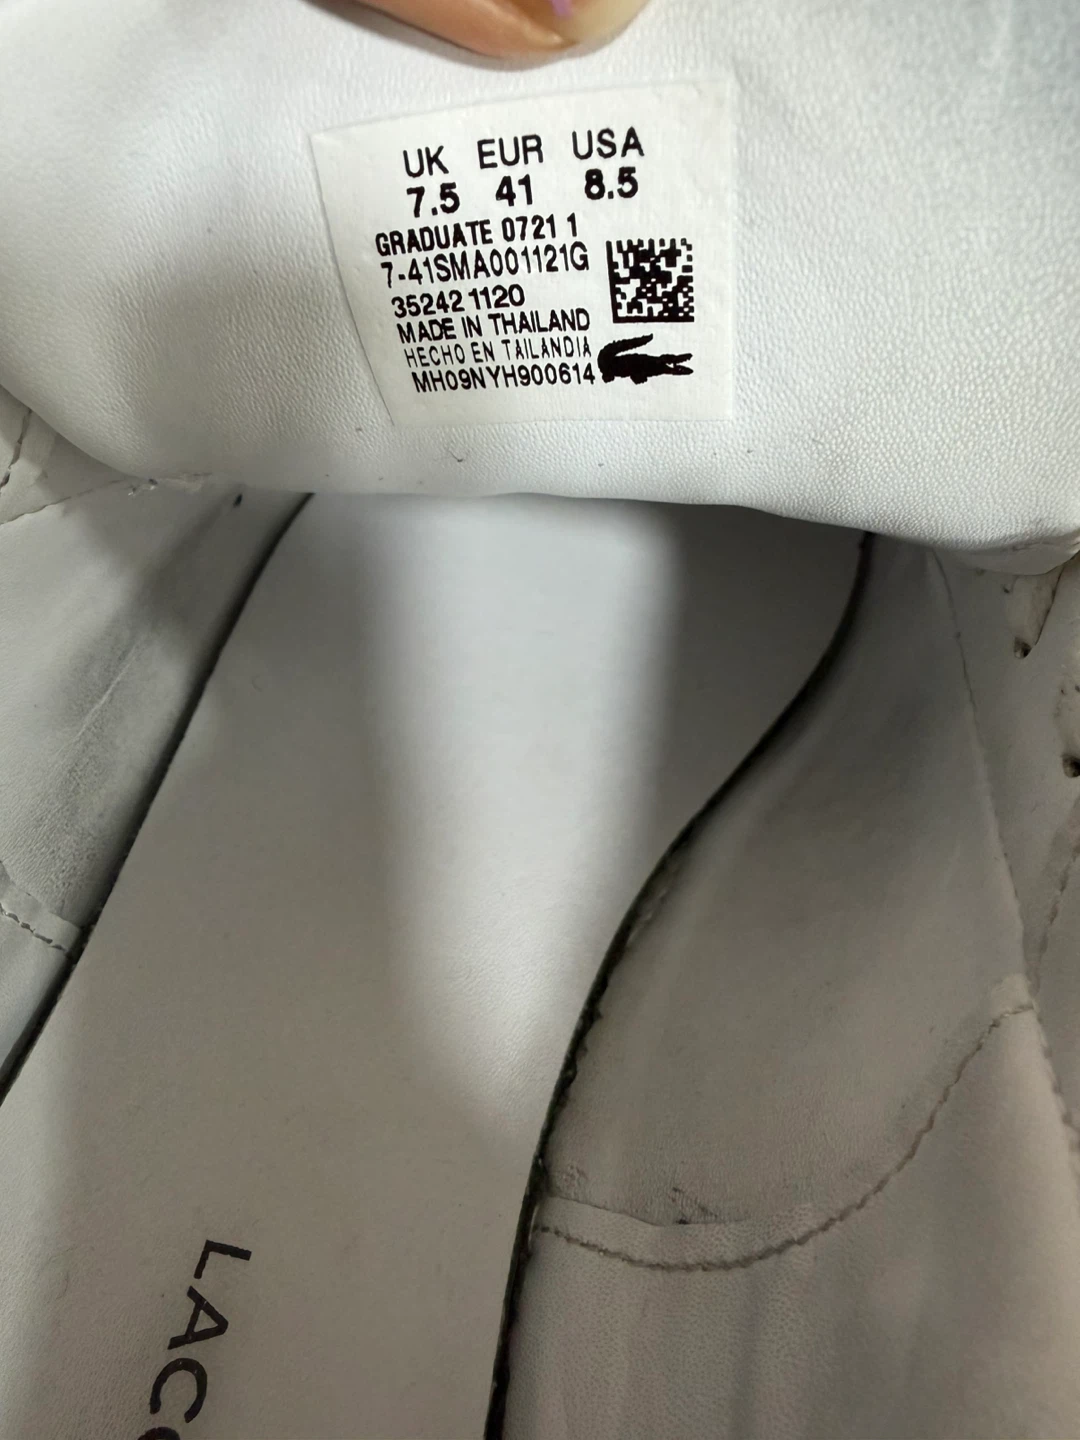 UK EUR USA
7.5 41 8.5
GRADUATE 0721 1
7-41SMA001121G
35242 1120
MADE IN THAILAND
HECHO EN TAILANDIA
MH09NYH900614
LACO